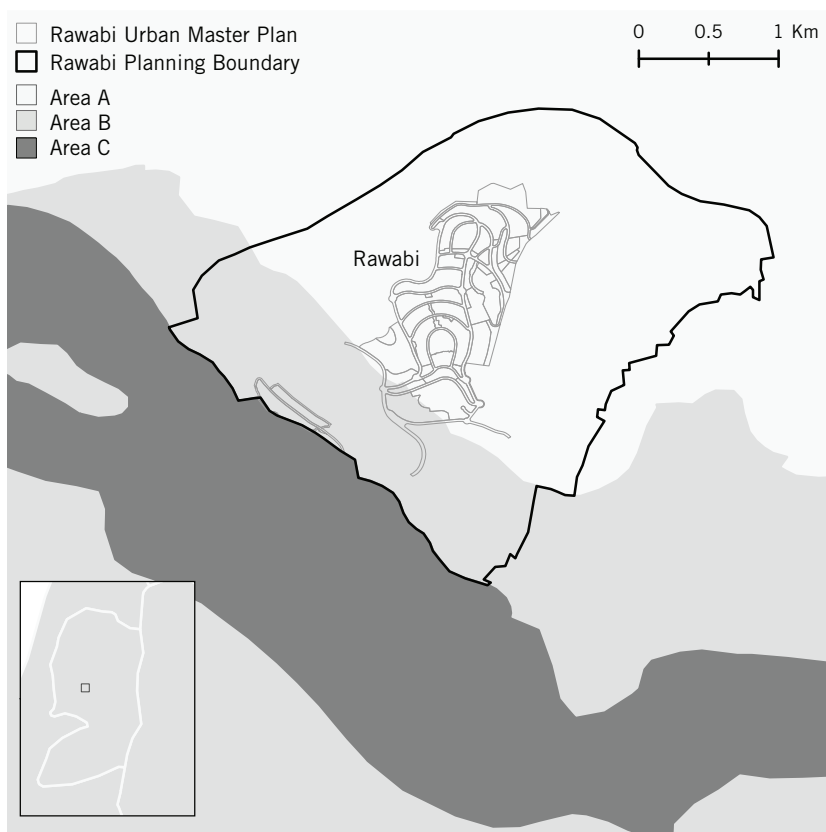 Rawabi Urban Master Plan
Rawabi Planning Boundary
Area A
Area B
Area C
0 0.5 1 Km
Rawabi